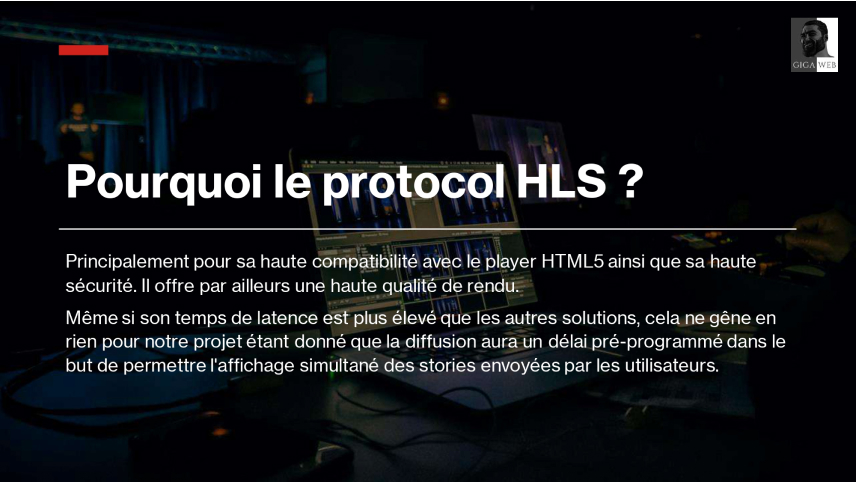 GIGA WEB
Pourquoi le protocol HLS ?
Principalement pour sa haute compatibilité avec le player HTML5 ainsi que sa haute
sécurité. Il offre par ailleurs une haute qualité de rendu.
Même si son temps de latence est plus élevé que les autres solutions, cela ne gêne en
rien pour notre projet étant donné que la diffusion aura un délai pré-programmé dans le
but de permettre l'affichage simultané des stories envoyées par les utilisateurs.